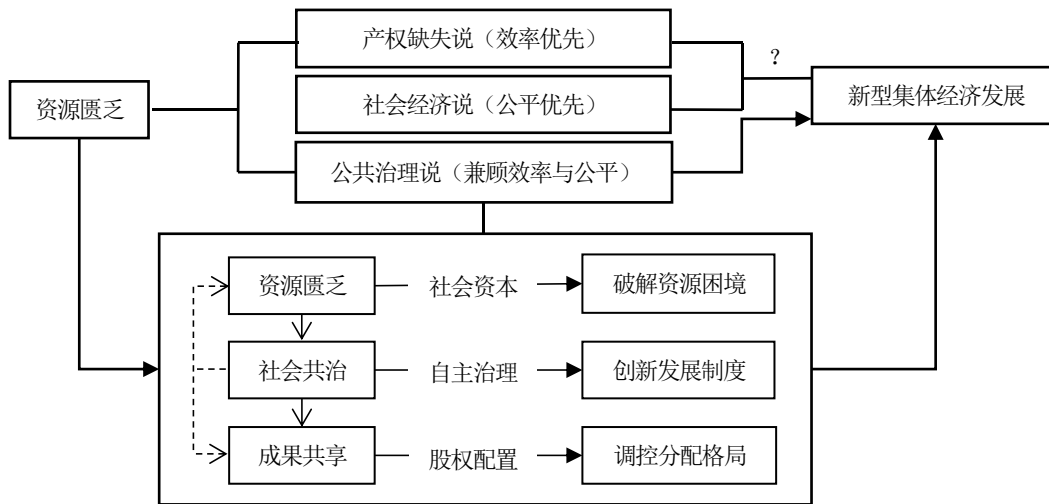 产权缺失说（效率优先）
?
资源匮乏
社会经济说（公平优先）
新型集体经济发展
公共治理说（兼顾效率与公平）
资源匮乏
社会资本
破解资源困境
社会共治
自主治理
创新发展制度
成果共享
股权配置
调控分配格局